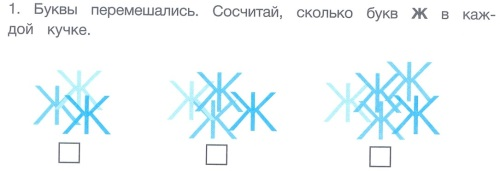 1. Буквы перемешались. Сосчитай, сколько букв Ж в каж-
дой кучке.
Ж Ж Ж
Ж Ж Ж Ж
Ж Ж Ж Ж Ж